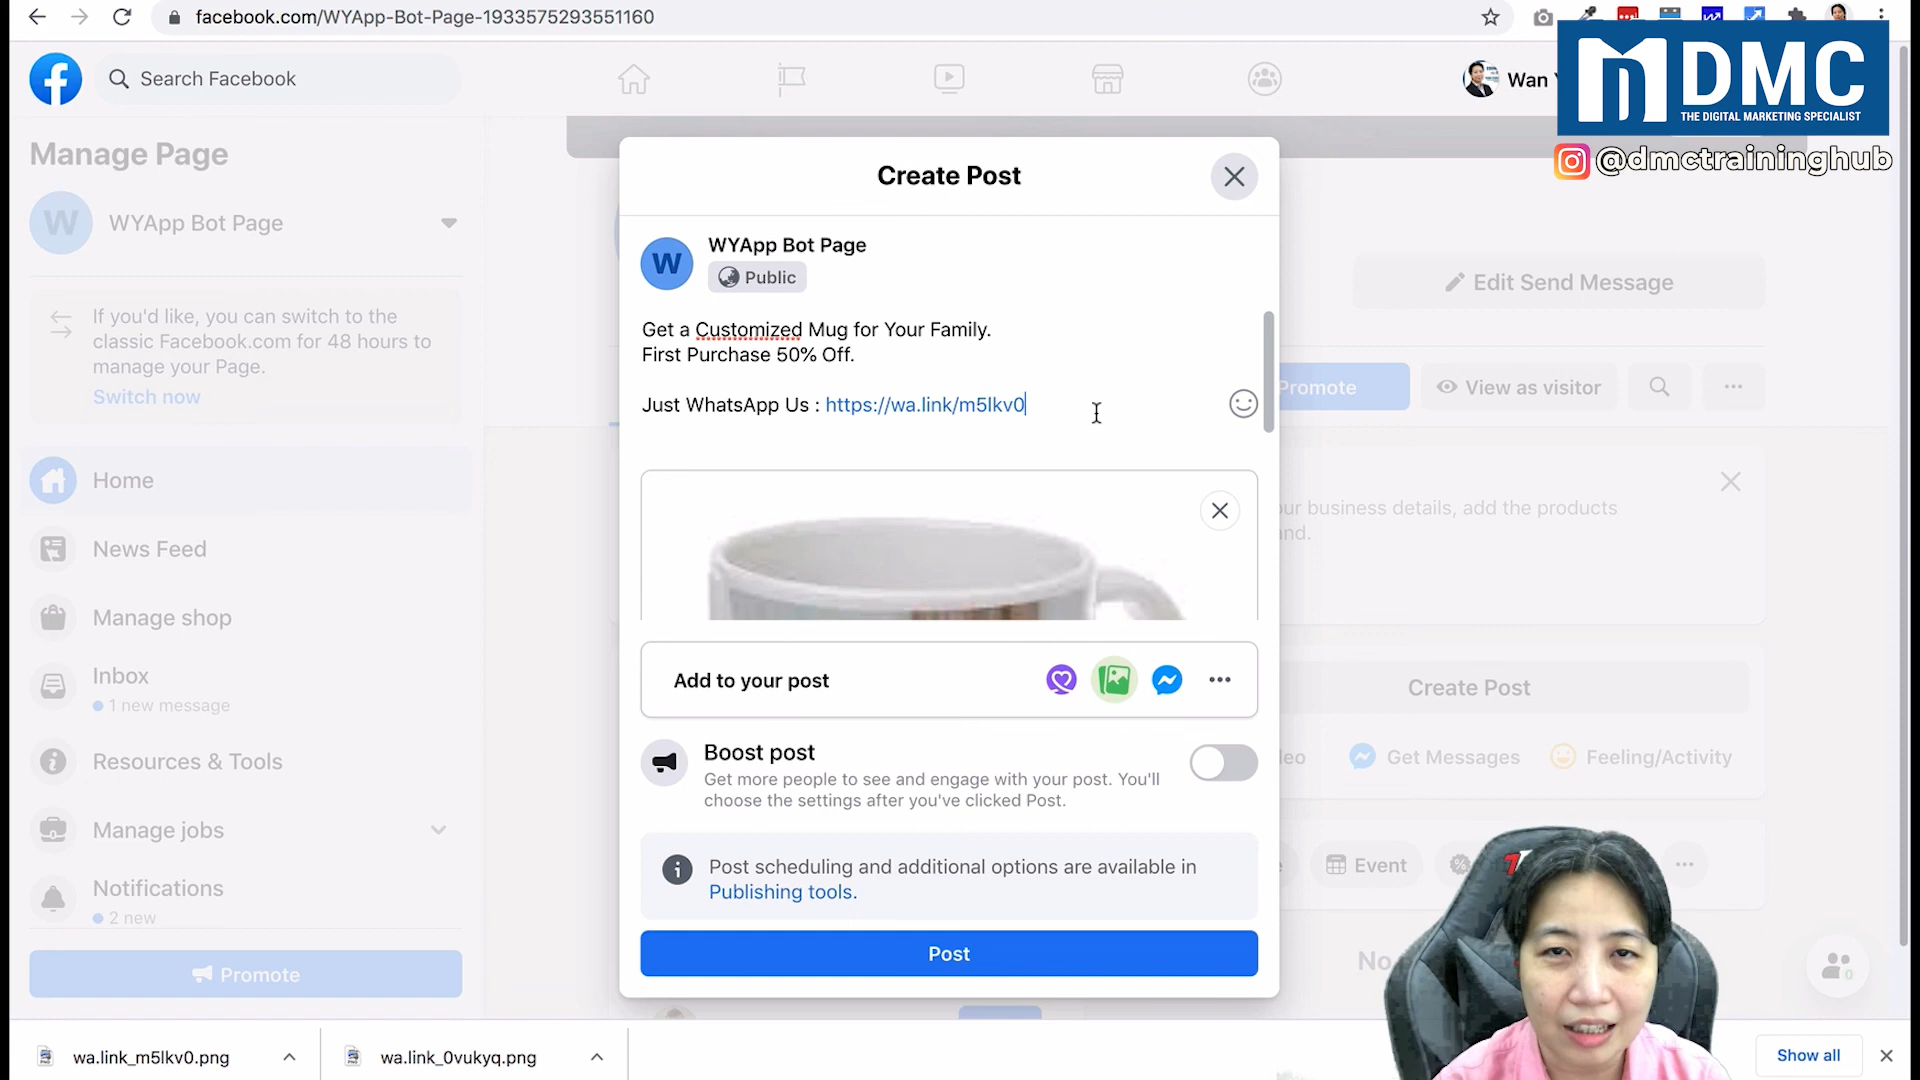 facebook.com/WYApp-Bot-Page-1933575293551160
Search Facebook
Wan
DMC
THE DIGITAL MARKETING SPECIALIST
@dmctraininghub
Manage Page
W
WYApp Bot Page
If you'd like, you can switch to the
classic Facebook.com for 48 hours to
manage your Page.
Switch now
Home
News Feed
Manage shop
Inbox
1 new message
Resources & Tools
Manage jobs
Notifications
2 new
Promote
Create Post
W
WYApp Bot Page
Public
Get a Customized Mug for Your Family.
First Purchase 50% Off.
Just WhatsApp Us : https://wa.link/m5lkv0
Add to your post
Boost post
Get more people to see and engage with your post. You'll
choose the settings after you've clicked Post.
Post scheduling and additional options are available in
Publishing tools.
Post
Edit Send Message
Promote
View as visitor
business details, add the products
Create Post
Get Messages
Feeling/Activity
Event
No
0
wa.link_m5lkv0.png
wa.link_0vukyq.png
Show all